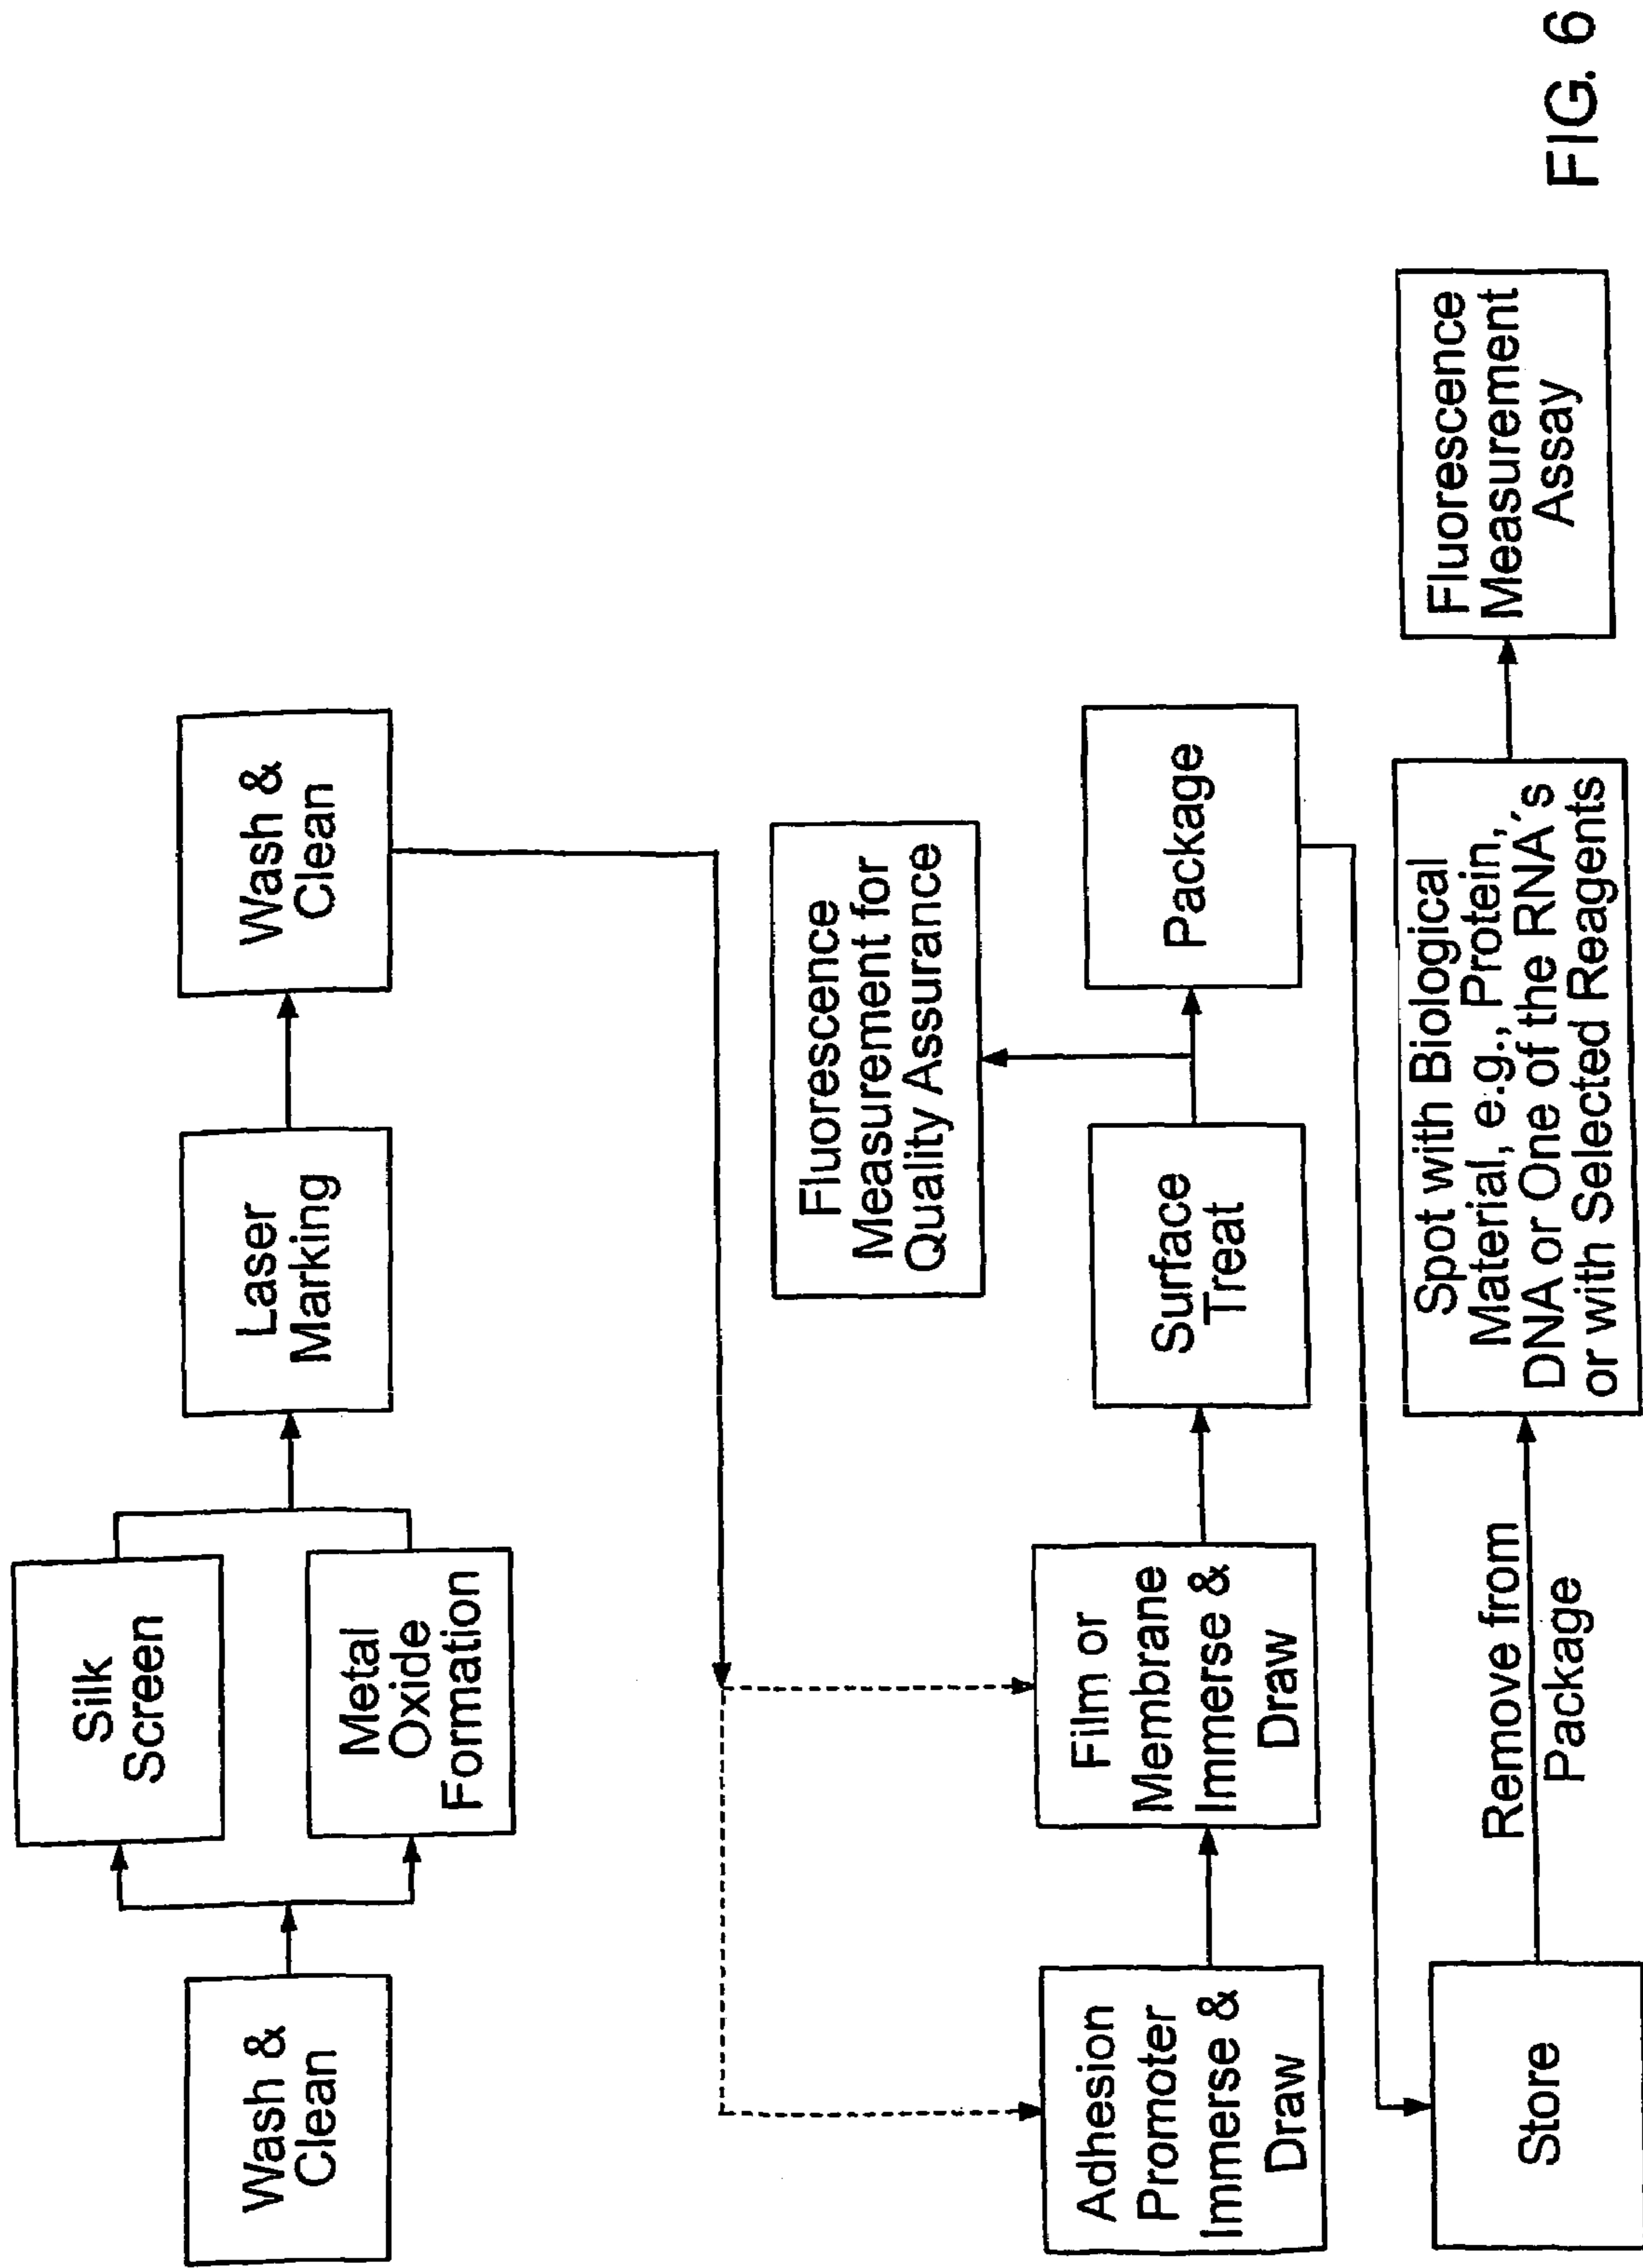 Wash &
Clean
Silk
Screen
Metal
Oxide
Formation
Laser
Marking
Wash &
Clean
Adhesion
Promoter
Immerse &
Draw
Film or
Membrane
Immerse &
Draw
Surface
Treat
Fluorescence
Measurement for
Quality Assurance
Package
Store
Remove from
Package
Spot with Biological
Material, e.g., Protein,
DNA or One of the RNA´s
or with Selected Reagents
Fluorescence
Measurement
Assay
FIG. 6